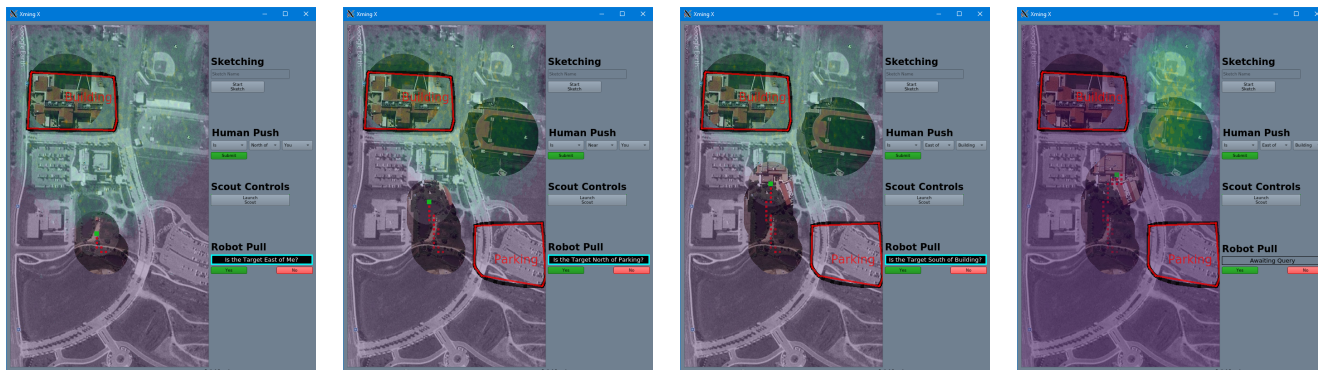 Xming X
Sketching
Sketch Name
Start
Sketch
Building
Human Push
Is North of You
Submit
Scout Controls
Launch
Scout
Robot Pull
Is the Target East of Me?
Yes No
Xming X
Sketching
Sketch Name
Start
Sketch
Building
Human Push
Is Near You
Submit
Scout Controls
Launch
Scout
Robot Pull
Is the Target North of Parking?
Parking
Yes No
Xming X
Sketching
Sketch Name
Start
Sketch
Building
Human Push
Is East of Building
Submit
Scout Controls
Launch
Scout
Robot Pull
Is the Target South of Building?
Parking
Yes No
Xming X
Sketching
Sketch Name
Start
Sketch
Building
Human Push
Is East of Building
Submit
Scout Controls
Launch
Scout
Robot Pull
Awaiting Query
Parking
Yes No